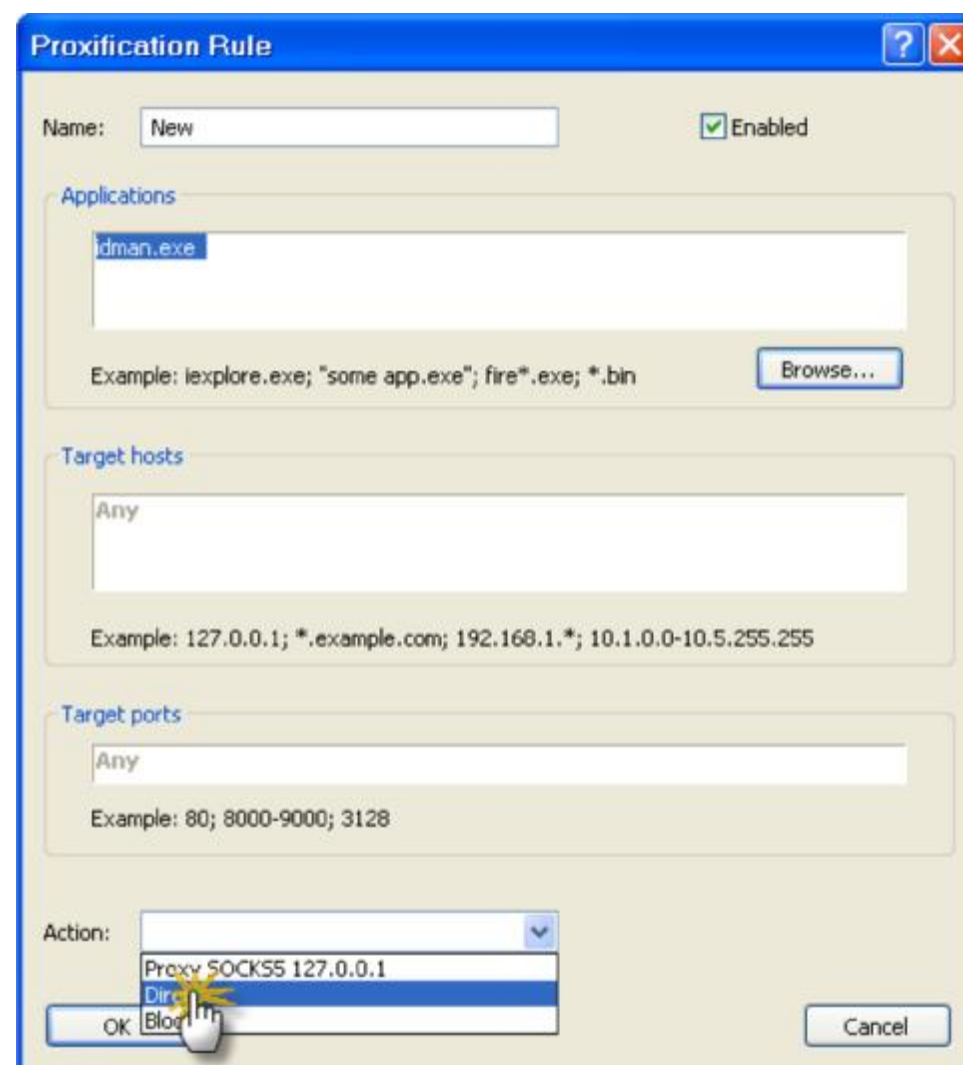 Proxification Rule
Name: New Enabled
Applications
idman.exe
Example: iexplore.exe; "some app.exe"; fire*.exe; *.bin
Browse...
Target hosts
Any
Example: 127.0.0.1; *.example.com; 192.168.1.*; 10.1.0.0-10.5.255.255
Target ports
Any
Example: 80; 8000-9000; 3128
Action:
Proxy SOCKS5 127.0.0.1
OK
Cancel